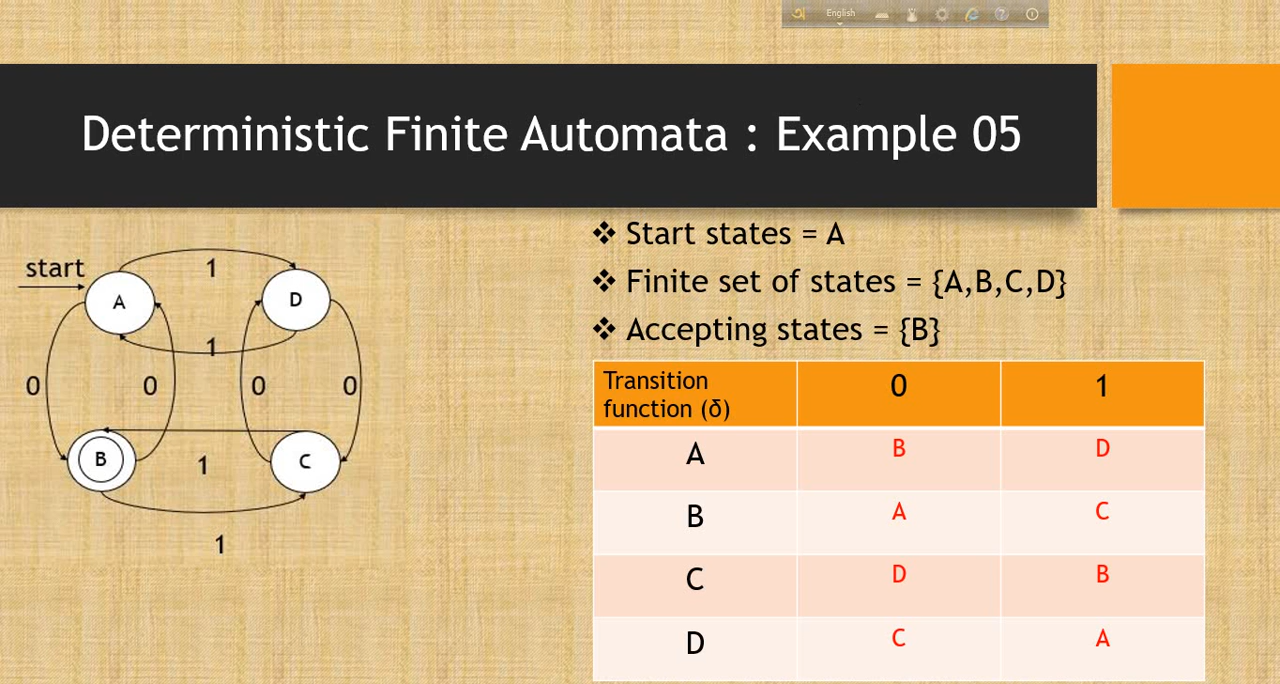 English
Deterministic Finite Automata : Example 05
❖ Start states = A
❖ Finite set of states = {A,B,C,D}
❖ Accepting states = {B}
start
1
A
D
1
0
0
0
0
B
1
C
1
Transition function (δ) 0 1
A B D
B A C
C D B
D C A